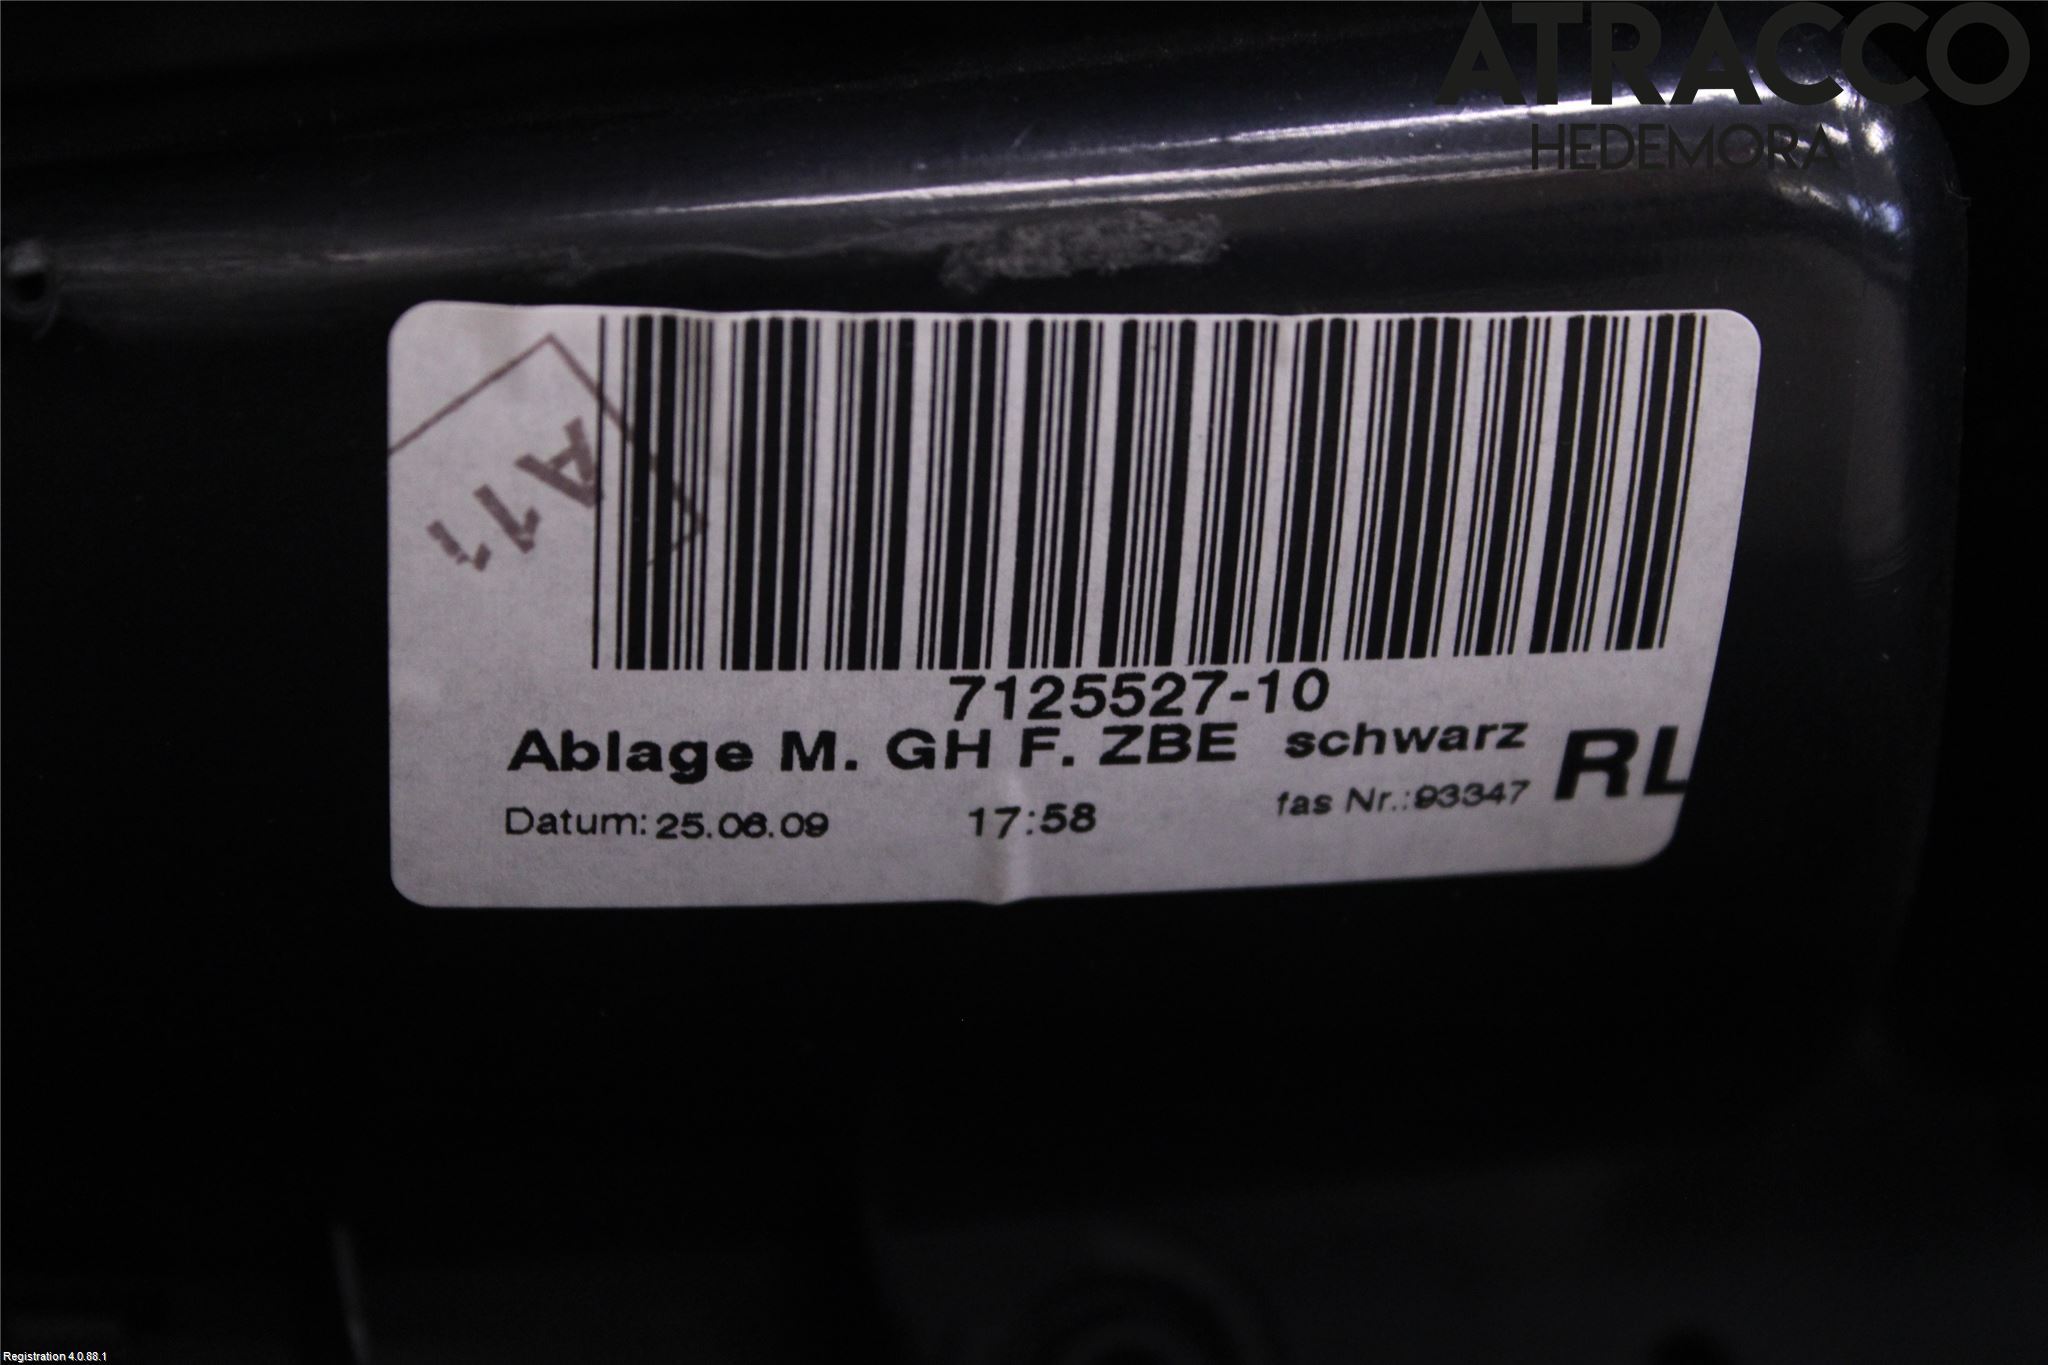 ATRACCO
HEDEMORA
A11
7125527-10
Ablage M. GH F. ZBE schwarz
RL
Datum: 25.06.09 17:58 fas Nr.:93347
Registration 4.0.88.1